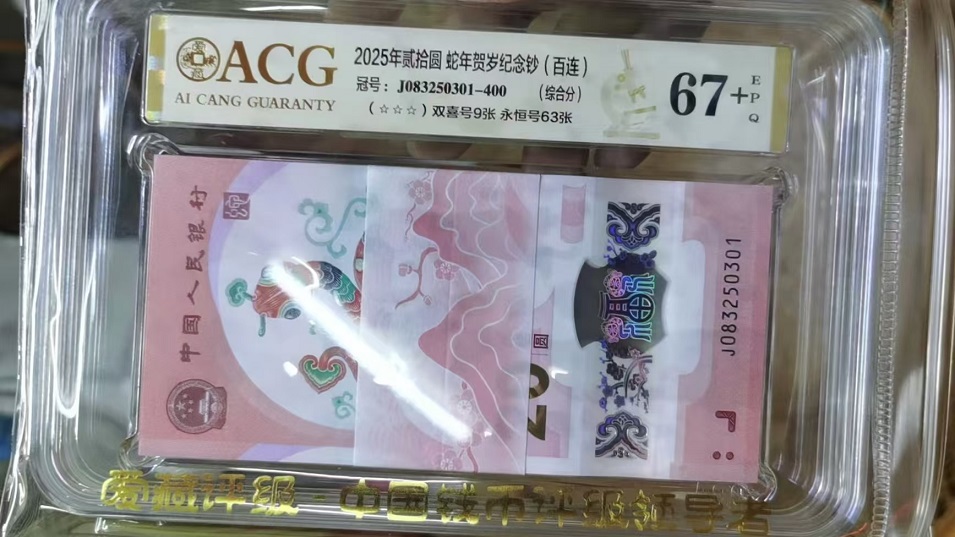 ACG
AI CANG GUARANTY
2025年贰拾圆 蛇年贺岁纪念钞（百连）
冠号：J083250301-400 （综合分）
（☆☆☆）双喜号9张 永恒号63张
67+
EPQ
中国人民银行
20
圆
福
J083250301
爱藏评级·中国钱币评级领导者